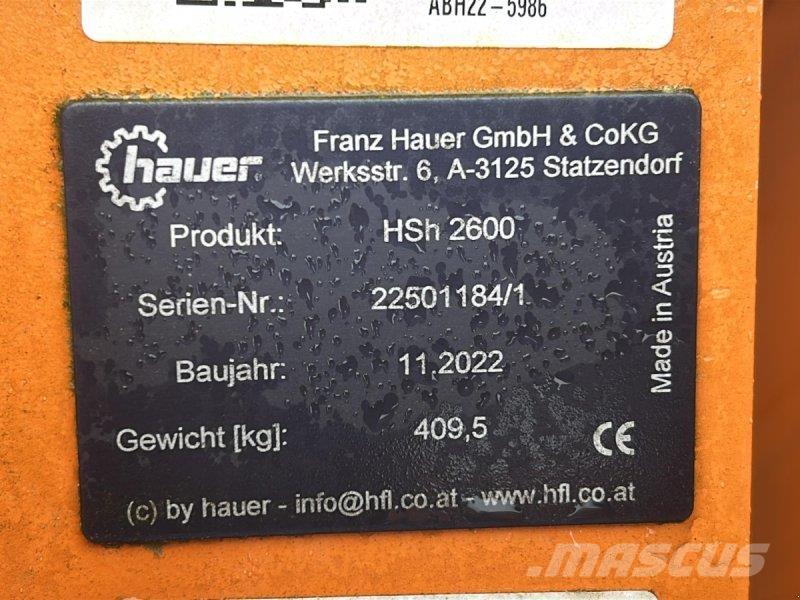 ABH22-5986
hauer
Franz Hauer GmbH & CoKG
Werksstr. 6, A-3125 Statzendorf
Produkt: HSh 2600
Serien-Nr.: 22501184/1
Baujahr: 11.2022
Gewicht [kg]: 409,5
CE
Made in Austria
(c) by hauer - info@hfl.co.at - www.hfl.co.at
MASCUS